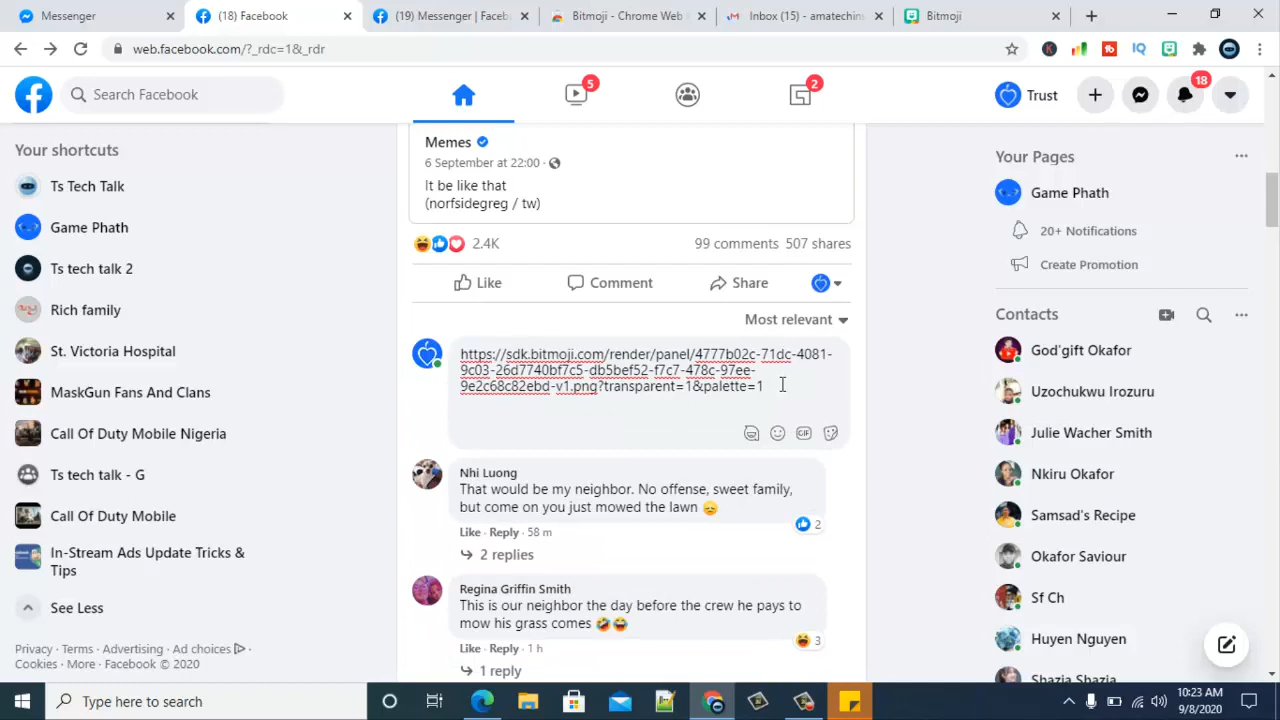 Messenger
(18) Facebook
(19) Messenger | Facebo
Bitmoji - Chrome Web S
Inbox (15) - amatechins
Bitmoji
web.facebook.com/?_rdc=1&_rdr
Search Facebook
5
2
Trust
18
Your shortcuts
Ts Tech Talk
Game Phath
Ts tech talk 2
Rich family
St. Victoria Hospital
MaskGun Fans And Clans
Call Of Duty Mobile Nigeria
Ts tech talk - G
Call Of Duty Mobile
In-Stream Ads Update Tricks &
Tips
See Less
Privacy · Terms · Advertising · Ad choices ·
Cookies · More · Facebook © 2020
Memes
6 September at 22:00 ·
It be like that
(norfsidegreg / tw)
2.4K
99 comments 507 shares
Like
Comment
Share
Most relevant
https://sdk.bitmoji.com/render/panel/4777b02c-71dc-4081-
9c03-26d7740bf7c5-db5bef52-f7c7-478c-97ee-
9e2c68c82ebd-v1.png?transparent=1&palette=1
GIF
Nhi Luong
That would be my neighbor. No offense, sweet family,
but come on you just mowed the lawn
2
Like · Reply · 58 m
2 replies
Regina Griffin Smith
This is our neighbor the day before the crew he pays to
mow his grass comes
3
Like · Reply · 1 h
1 reply
Your Pages
Game Phath
20+ Notifications
Create Promotion
Contacts
God'gift Okafor
Uzochukwu Irozuru
Julie Wacher Smith
Nkiru Okafor
Samsad's Recipe
Okafor Saviour
Sf Ch
Huyen Nguyen
Shazia Shazia
Type here to search
10:23 AM
9/8/2020